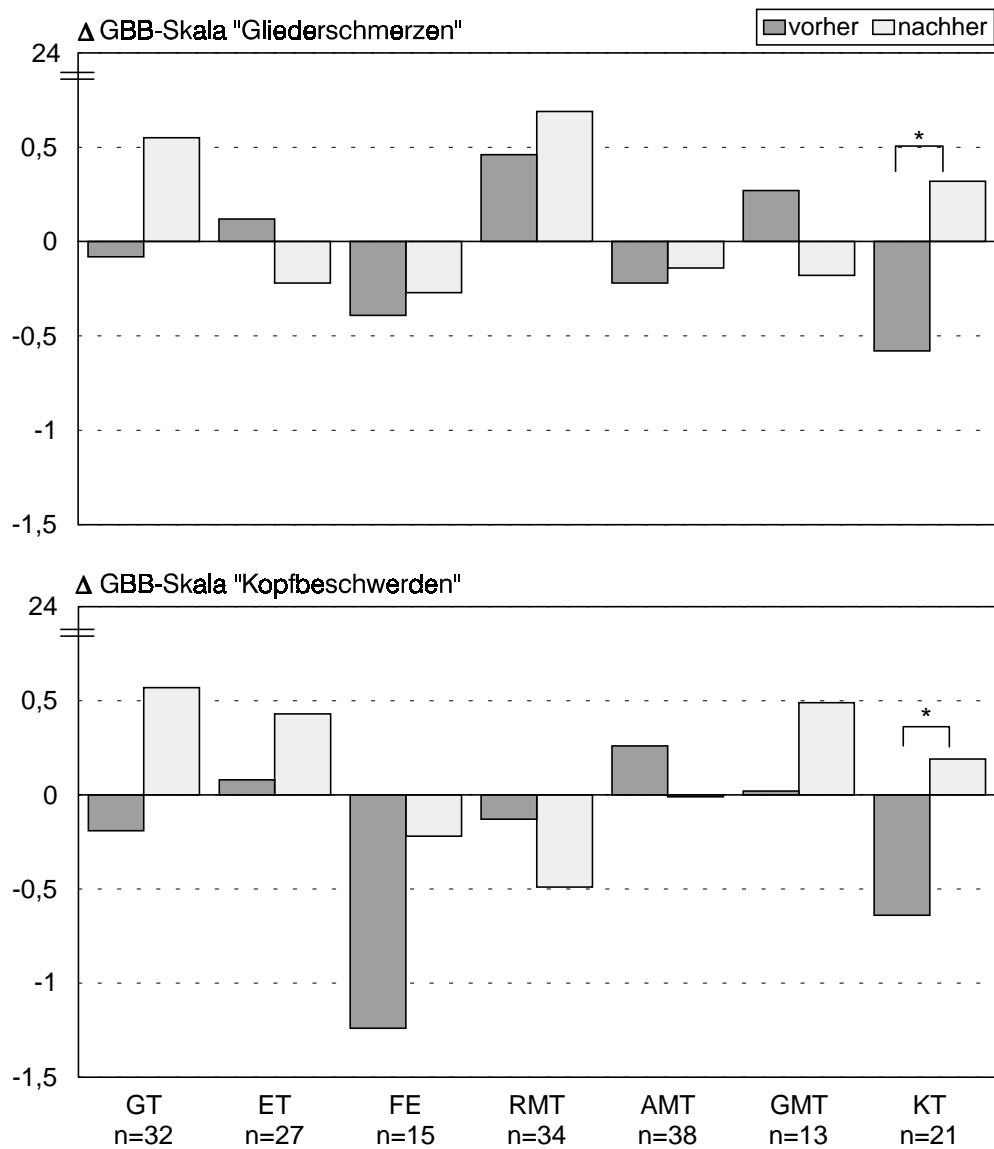 Δ GBB-Skala "Gliederschmerzen"
vorher nachher
24
*
0,5
0
-0,5
-1
-1,5
Δ GBB-Skala "Kopfbeschwerden"
24
0,5
*
0
-0,5
-1
-1,5
GT ET FE RMT AMT GMT KT
n=32 n=27 n=15 n=34 n=38 n=13 n=21